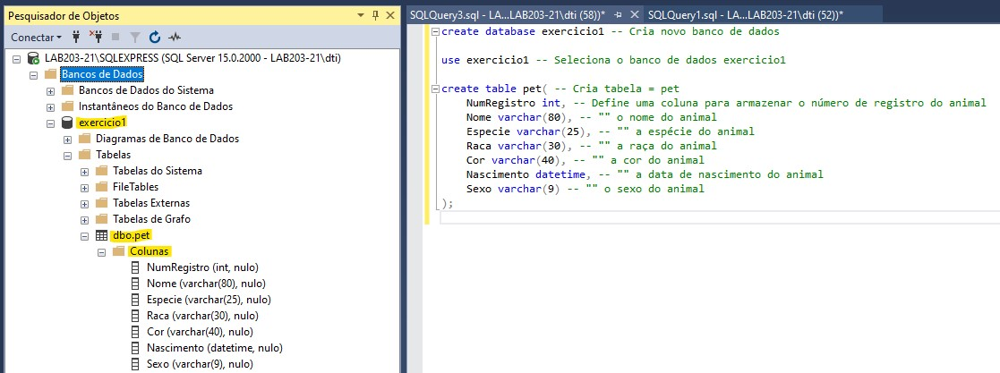 Pesquisador de Objetos
Conectar
LAB203-21\SQLEXPRESS (SQL Server 15.0.2000 - LAB203-21\dti)
Bancos de Dados
Bancos de Dados do Sistema
Instantâneos do Banco de Dados
exercicio1
Diagramas de Banco de Dados
Tabelas
Tabelas do Sistema
FileTables
Tabelas Externas
Tabelas de Grafo
dbo.pet
Colunas
NumRegistro (int, nulo)
Nome (varchar(80), nulo)
Especie (varchar(25), nulo)
Raca (varchar(30), nulo)
Cor (varchar(40), nulo)
Nascimento (datetime, nulo)
Sexo (varchar(9), nulo)
SQLQuery3.sql - LA...LAB203-21\dti (58))*
SQLQuery1.sql - LA...LAB203-21\dti (52))*
create database exercicio1 -- Cria novo banco de dados
use exercicio1 -- Seleciona o banco de dados exercicio1
create table pet( -- Cria tabela = pet
NumRegistro int, -- Define uma coluna para armazenar o número de registro do animal
Nome varchar(80), -- "" o nome do animal
Especie varchar(25), -- "" a espécie do animal
Raca varchar(30), -- "" a raça do animal
Cor varchar(40), -- "" a cor do animal
Nascimento datetime, -- "" a data de nascimento do animal
Sexo varchar(9) -- "" o sexo do animal
);